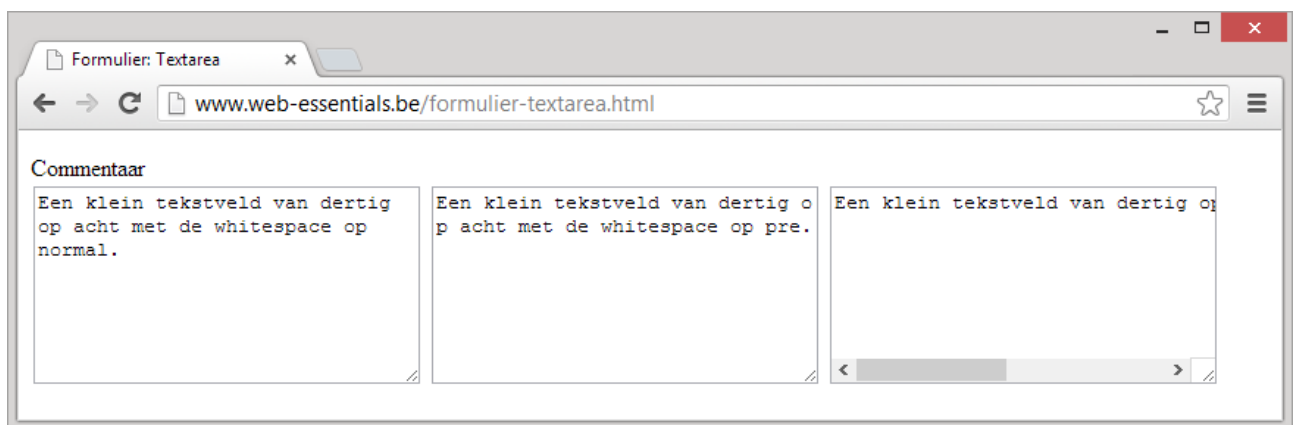 Formulier: Textarea
www.web-essentials.be/formulier-textarea.html
Commentaar
Een klein tekstveld van dertig
op acht met de whitespace op
normal.
Een klein tekstveld van dertig o
p acht met de whitespace op pre.
Een klein tekstveld van dertig op